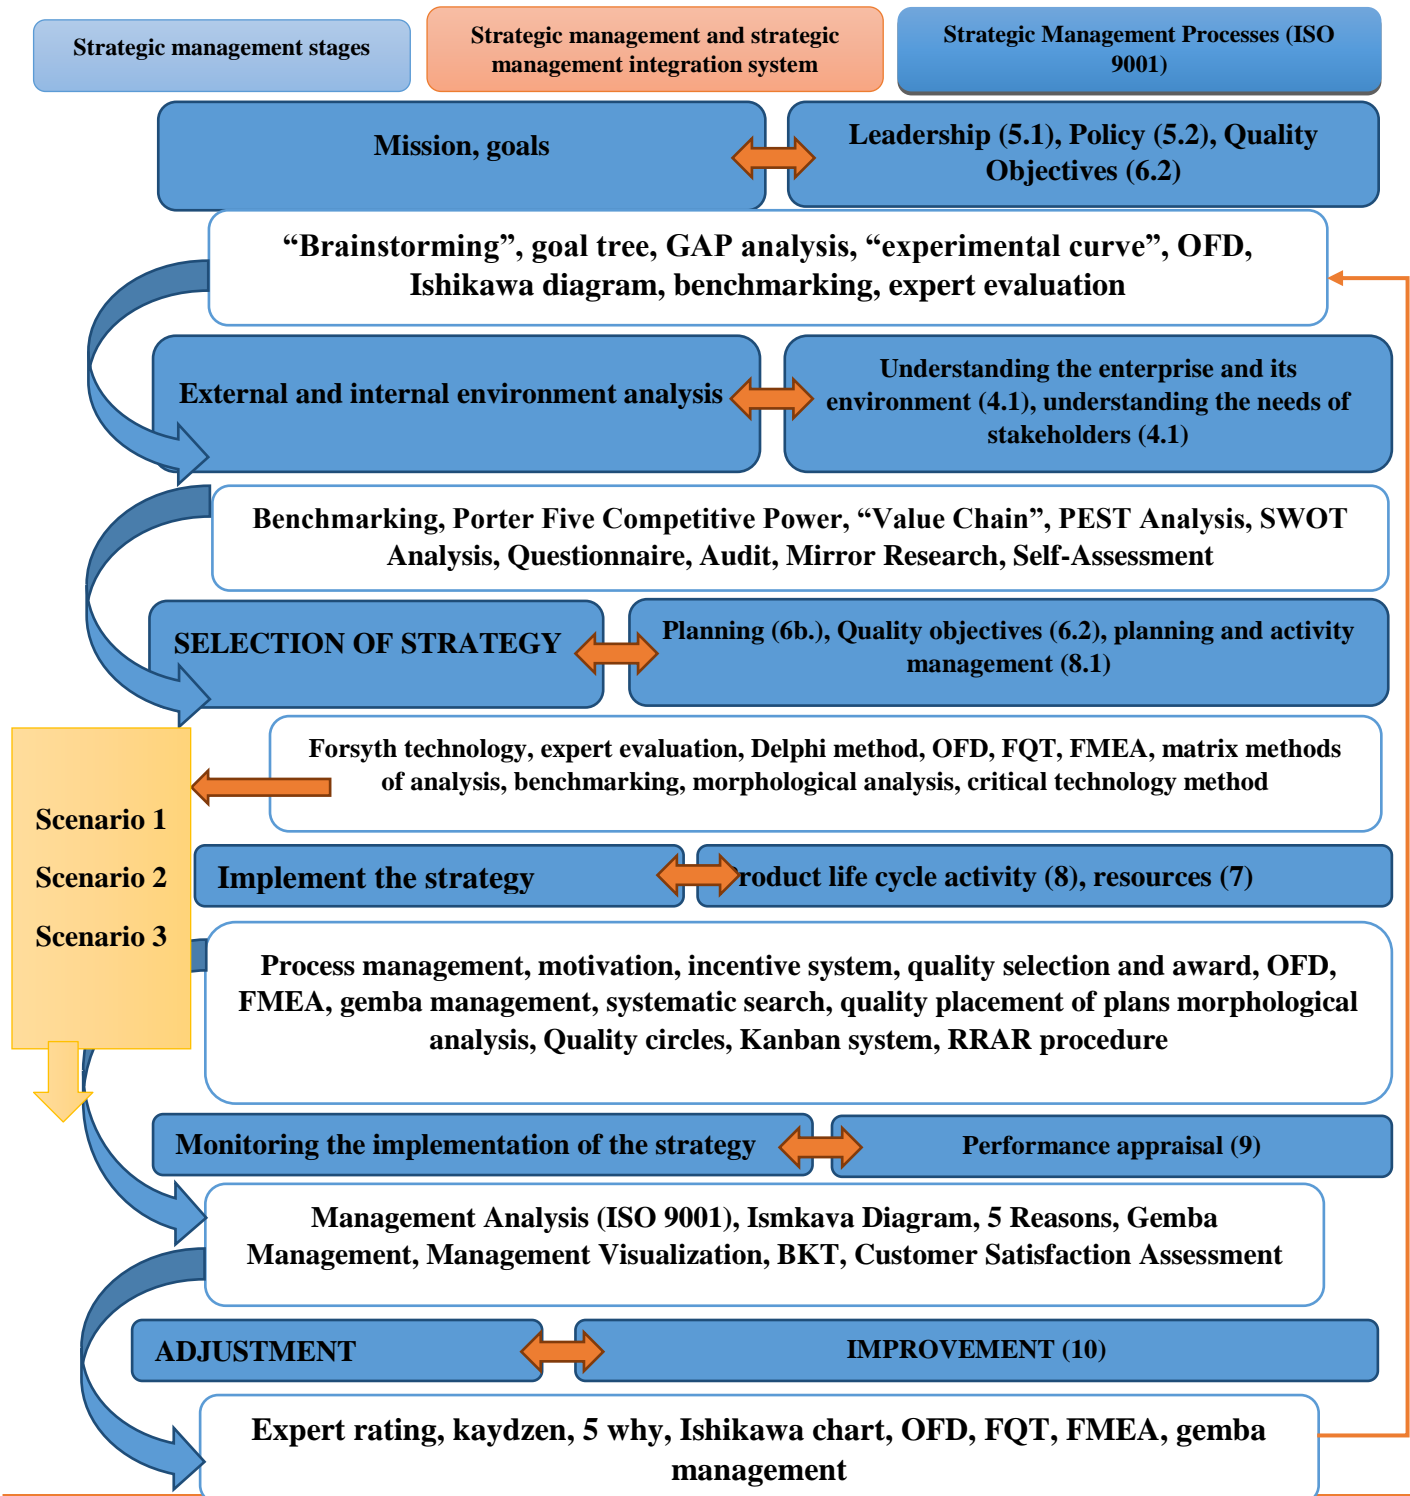 Strategic management stages
Strategic management and strategic
management integration system
Strategic Management Processes (ISO
9001)
Mission, goals
Leadership (5.1), Policy (5.2), Quality
Objectives (6.2)
“Brainstorming”, goal tree, GAP analysis, “experimental curve”, OFD,
Ishikawa diagram, benchmarking, expert evaluation
External and internal environment analysis
Understanding the enterprise and its
environment (4.1), understanding the needs of
stakeholders (4.1)
Benchmarking, Porter Five Competitive Power, “Value Chain”, PEST Analysis, SWOT
Analysis, Questionnaire, Audit, Mirror Research, Self-Assessment
SELECTION OF STRATEGY
Planning (6b.), Quality objectives (6.2), planning and activity
management (8.1)
Forsyth technology, expert evaluation, Delphi method, OFD, FQT, FMEA, matrix methods
of analysis, benchmarking, morphological analysis, critical technology method
Scenario 1
Scenario 2
Scenario 3
Implement the strategy
Product life cycle activity (8), resources (7)
Process management, motivation, incentive system, quality selection and award, OFD,
FMEA, gemba management, systematic search, quality placement of plans morphological
analysis, Quality circles, Kanban system, RRAR procedure
Monitoring the implementation of the strategy
Performance appraisal (9)
Management Analysis (ISO 9001), Ismkava Diagram, 5 Reasons, Gemba
Management, Management Visualization, BKT, Customer Satisfaction Assessment
ADJUSTMENT
IMPROVEMENT (10)
Expert rating, kaydzen, 5 why, Ishikawa chart, OFD, FQT, FMEA, gemba
management